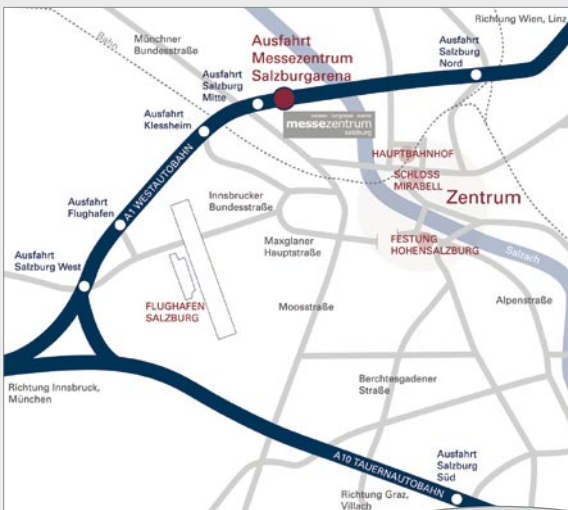 Richtung Wien, Linz
Münchner
Bundesstraße
Bahn
Ausfahrt
Messezentrum
Salzburgarena
Ausfahrt
Salzburg
Nord
Ausfahrt
Salzburg
Mitte
Ausfahrt
Klessheim
messezentrum
salzburg
HAUPTBAHNHOF
SCHLOSS
MIRABELL
Zentrum
A1 WESTAUTOBAHN
Innsbrucker
Bundesstraße
Ausfahrt
Flughafen
Maxglaner
Hauptstraße
FESTUNG
HOHENSALZBURG
Salzach
Ausfahrt
Salzburg West
FLUGHAFEN
SALZBURG
Moosstraße
Alpenstraße
Richtung Innsbruck,
München
Berchtesgadener
Straße
A10 TAUERNAUTOBAHN
Ausfahrt
Salzburg
Süd
Richtung Graz,
Villach